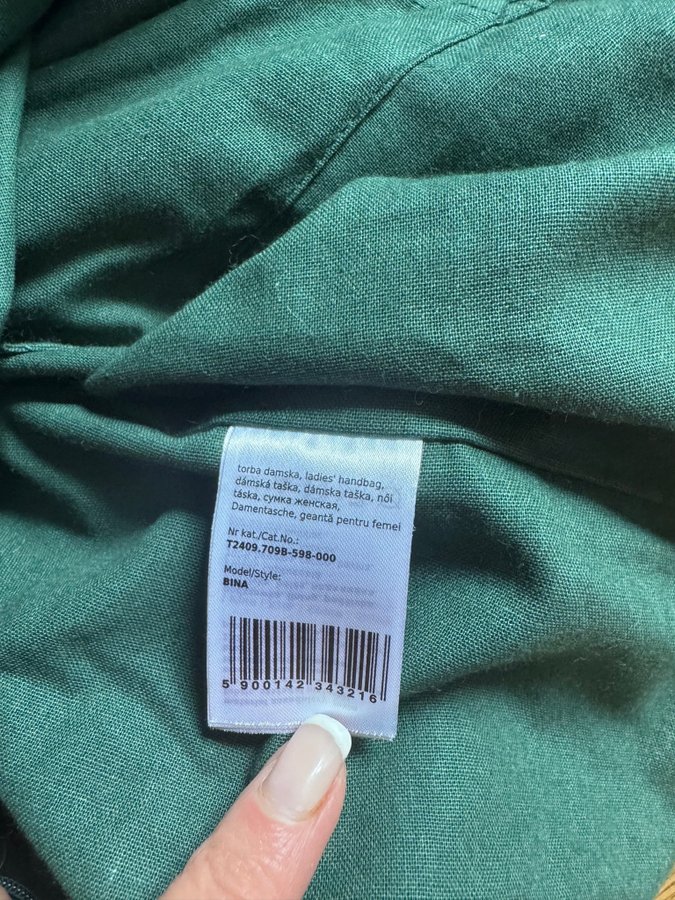 torba damska, ladies' handbag,
dámská taška, dámska taška, női
táska, сумка женская,
Damentasche, geantă pentru femei
Nr kat./Cat.No.:
T2409.709B-598-000
Model/Style:
BINA
5 900142 343216